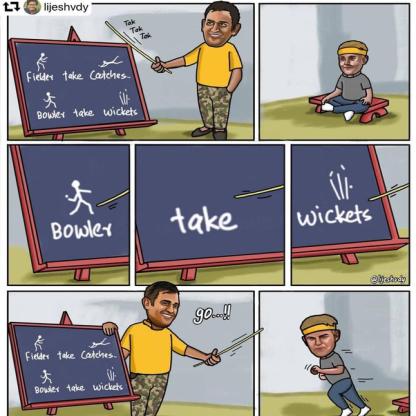 lijeshvdy
Tak
Tak
Tak
Fielder take Catches..
Bowler take Wickets
Bowler
take
Wickets
@lijeshvdy
go...!!
Fielder take Catches..
Bowler take Wickets